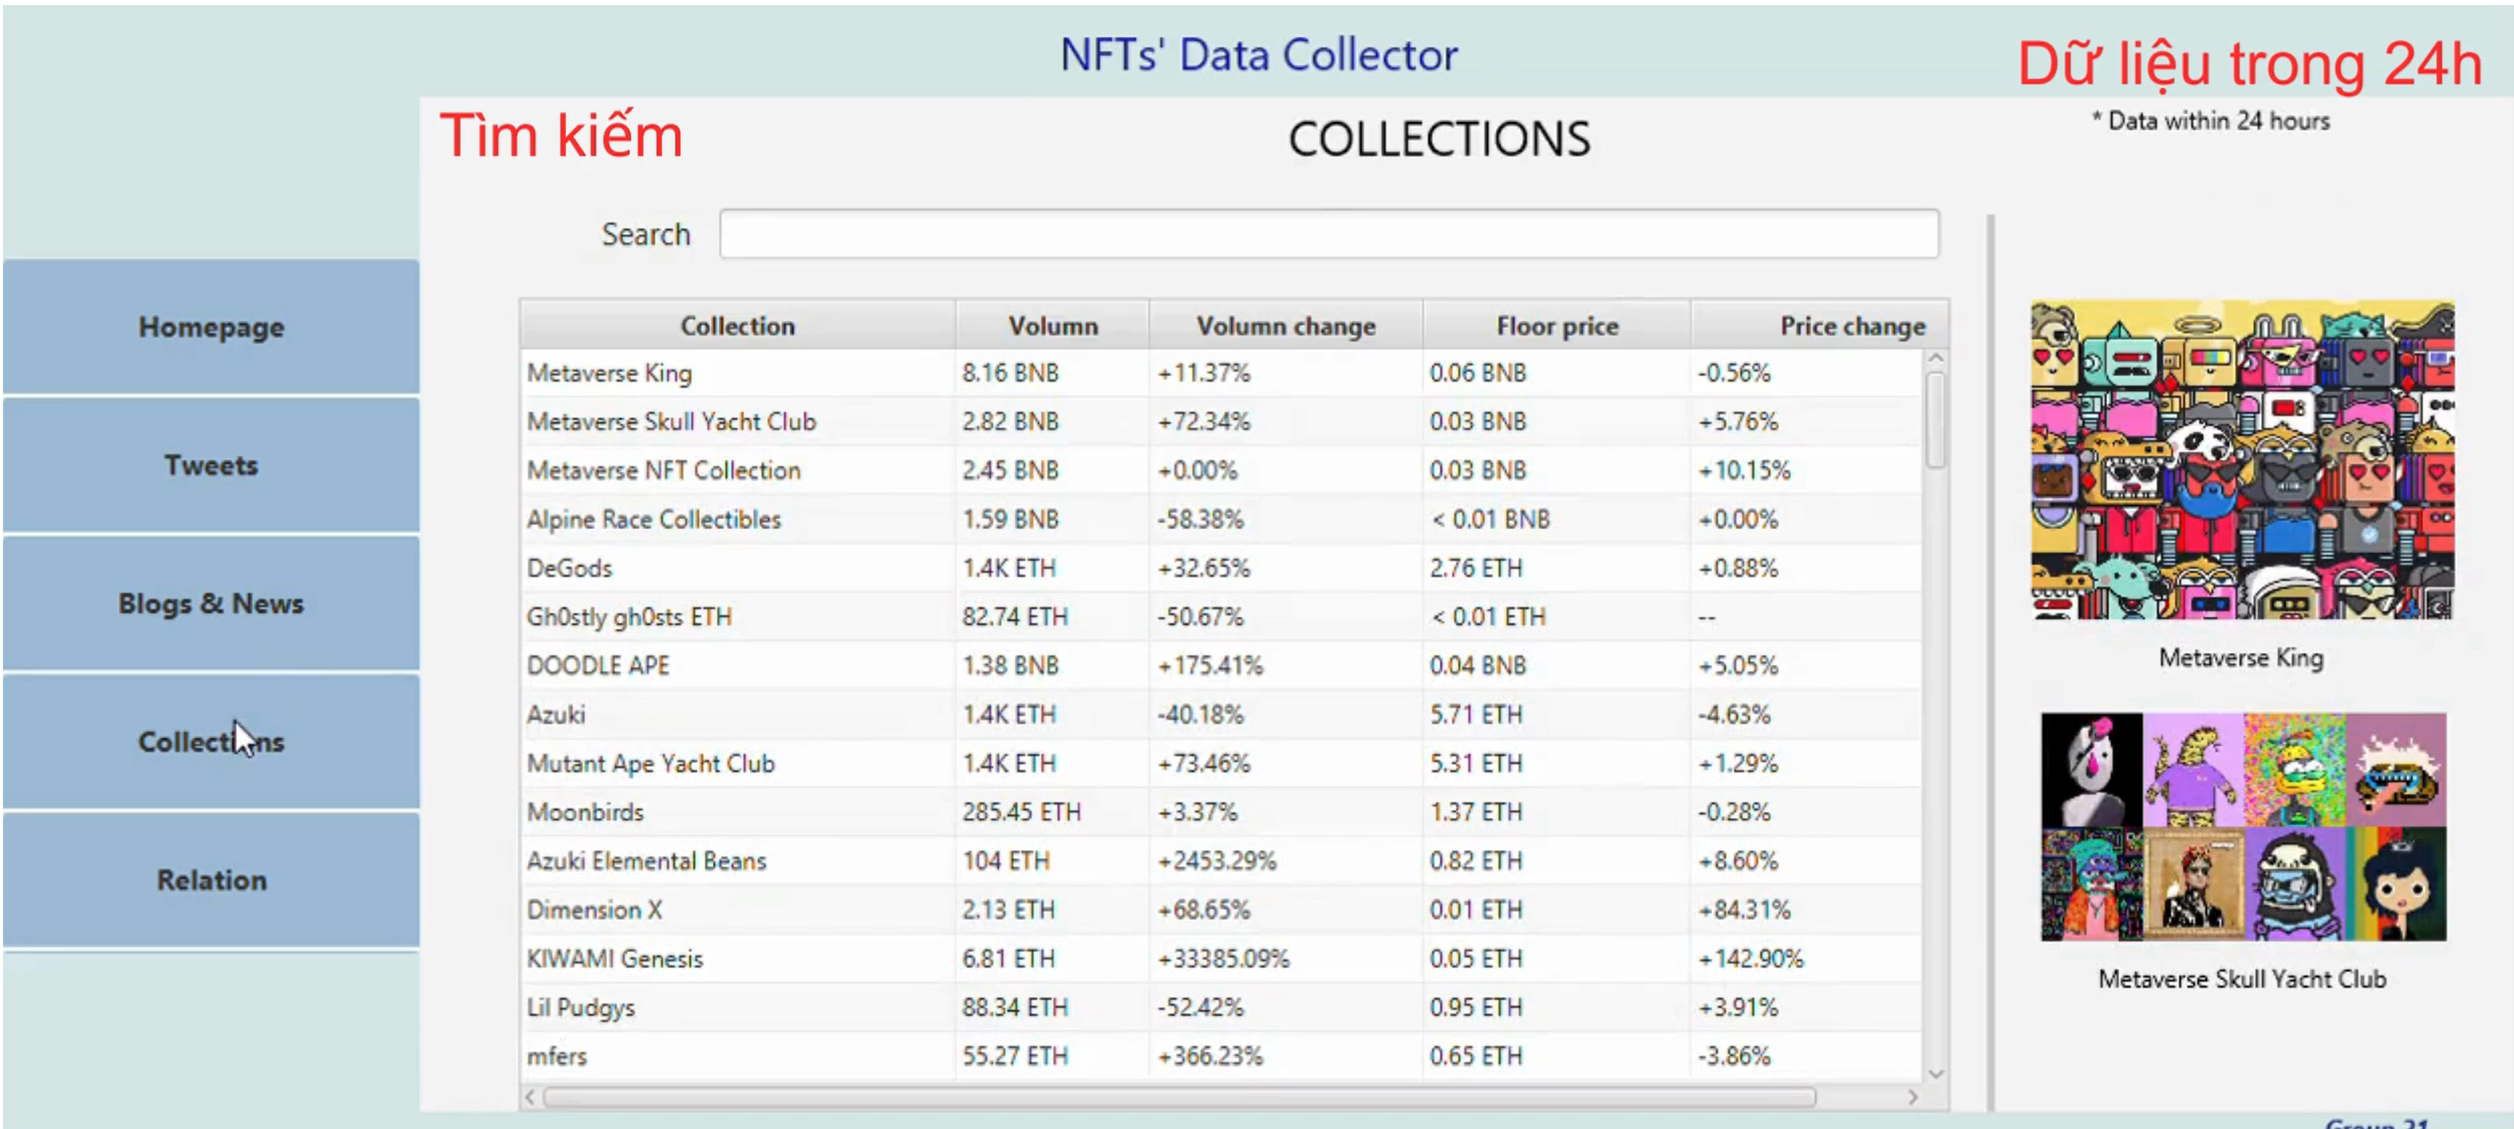 NFTs' Data Collector
Dữ liệu trong 24h
Tìm kiếm
COLLECTIONS
* Data within 24 hours
Search
Homepage
Tweets
Blogs & News
Collections
Relation
Collection Volumn Volumn change Floor price Price change
Metaverse King 8.16 BNB +11.37% 0.06 BNB -0.56%
Metaverse Skull Yacht Club 2.82 BNB +72.34% 0.03 BNB +5.76%
Metaverse NFT Collection 2.45 BNB +0.00% 0.03 BNB +10.15%
Alpine Race Collectibles 1.59 BNB -58.38% < 0.01 BNB +0.00%
DeGods 1.4K ETH +32.65% 2.76 ETH +0.88%
Gh0stly gh0sts ETH 82.74 ETH -50.67% < 0.01 ETH --
DOODLE APE 1.38 BNB +175.41% 0.04 BNB +5.05%
Azuki 1.4K ETH -40.18% 5.71 ETH -4.63%
Mutant Ape Yacht Club 1.4K ETH +73.46% 5.31 ETH +1.29%
Moonbirds 285.45 ETH +3.37% 1.37 ETH -0.28%
Azuki Elemental Beans 104 ETH +2453.29% 0.82 ETH +8.60%
Dimension X 2.13 ETH +68.65% 0.01 ETH +84.31%
KIWAMI Genesis 6.81 ETH +33385.09% 0.05 ETH +142.90%
Lil Pudgys 88.34 ETH -52.42% 0.95 ETH +3.91%
mfers 55.27 ETH +366.23% 0.65 ETH -3.86%
Metaverse King
Metaverse Skull Yacht Club
Group 21